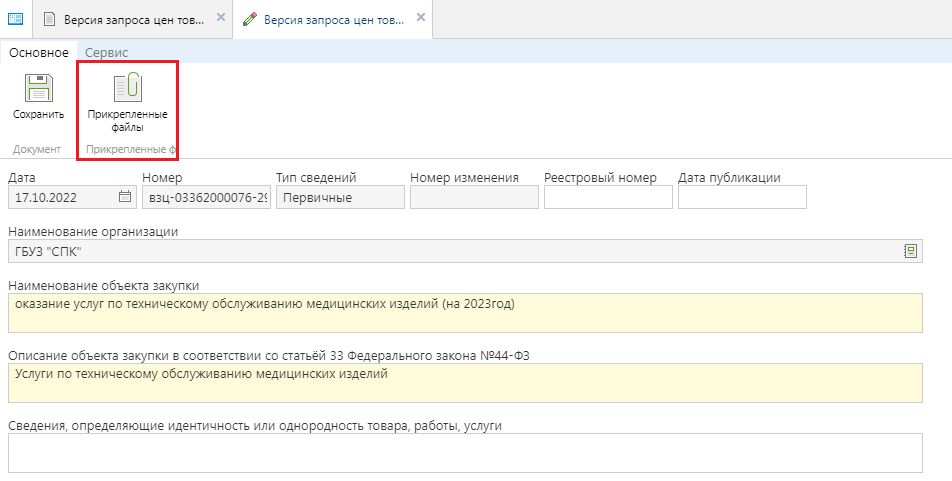 Версия запроса цен тов...
Версия запроса цен тов...
Основное Сервис
Сохранить
Прикрепленные
файлы
Документ
Прикрепленные ф
Дата Номер Тип сведений Номер изменения Реестровый номер Дата публикации
17.10.2022 взц-03362000076-29 Первичные
Наименование организации
ГБУЗ "СПК"
Наименование объекта закупки
оказание услуг по техническому обслуживанию медицинских изделий (на 2023год)
Описание объекта закупки в соответствии со статьёй 33 Федерального закона №44-ФЗ
Услуги по техническому обслуживанию медицинских изделий
Сведения, определяющие идентичность или однородность товара, работы, услуги